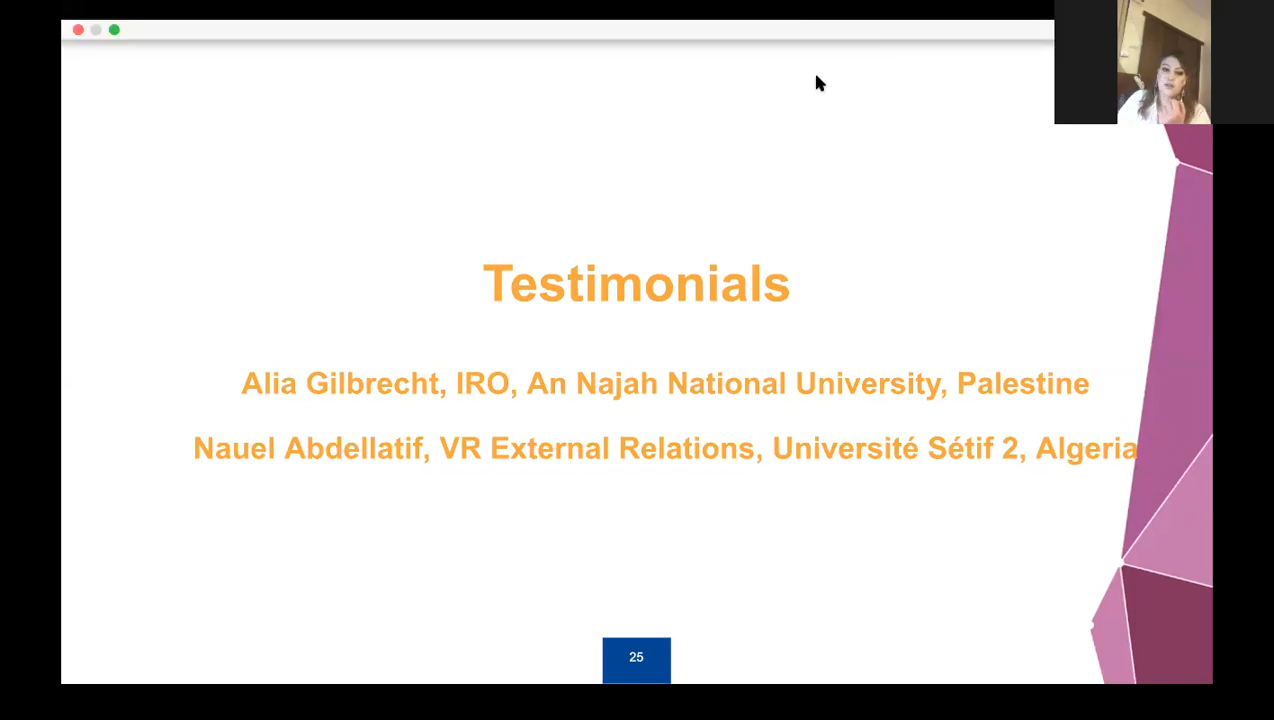 Testimonials
Alia Gilbrecht, IRO, An Najah National University, Palestine
Nauel Abdellatif, VR External Relations, Université Sétif 2, Algeria
25